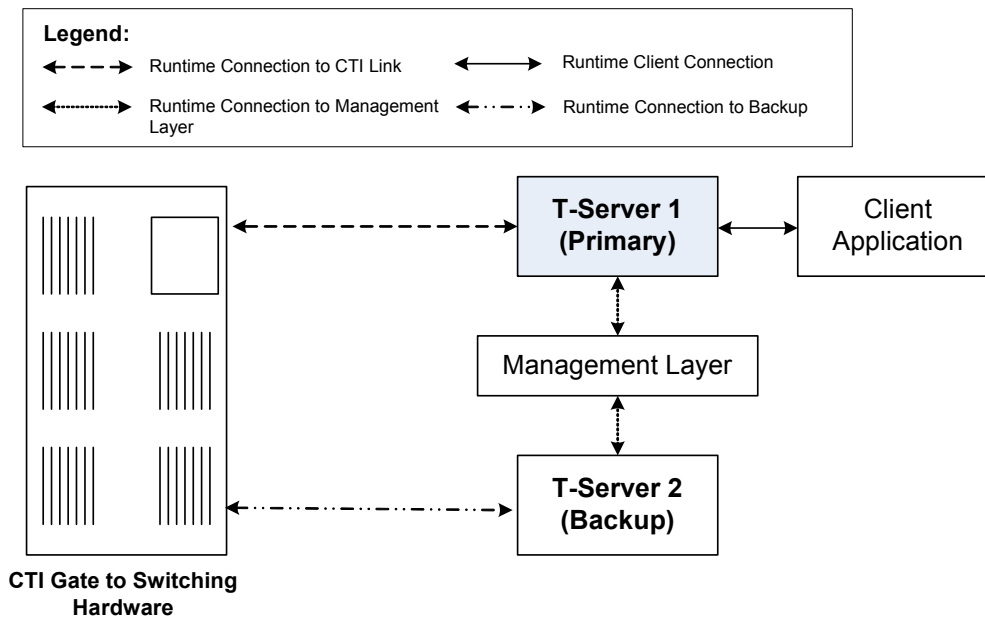 Legend:
Runtime Connection to CTI Link
Runtime Client Connection
Runtime Connection to Management
Layer
Runtime Connection to Backup
T-Server 1
(Primary)
Client
Application
Management Layer
T-Server 2
(Backup)
CTI Gate to Switching
Hardware